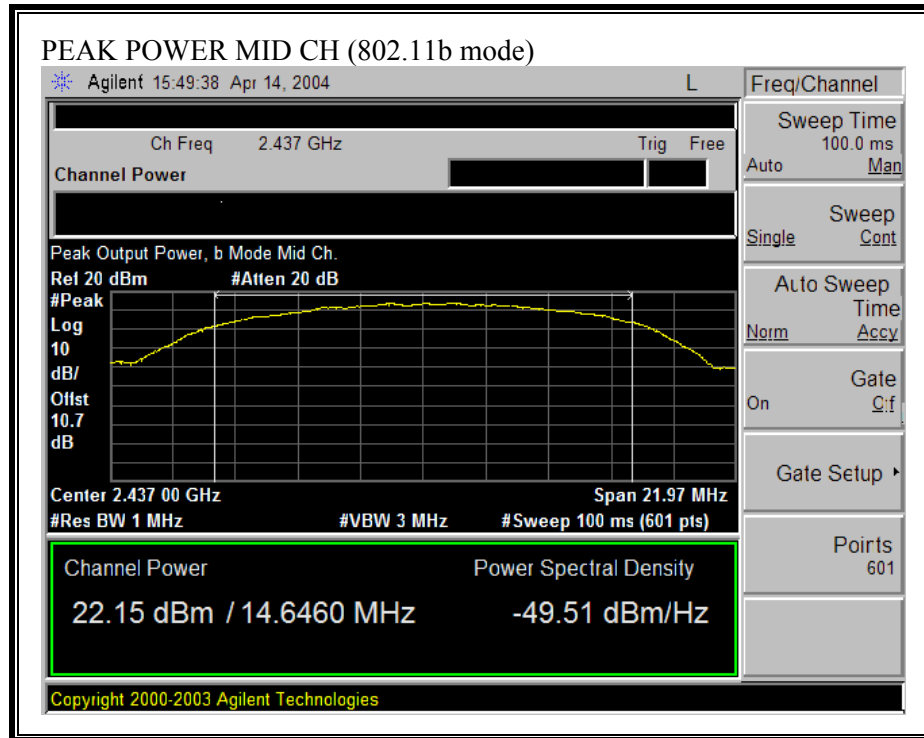 PEAK POWER MID CH (802.11b mode)
Agilent 15:49:38 Apr 14, 2004 L
Freq/Channel
Ch Freq 2.437 GHz Trig Free
Channel Power
Peak Output Power, b Mode Mid Ch.
Ref 20 dBm #Atten 20 dB
#Peak
Log
10
dB/
Offst
10.7
dB
Center 2.437 00 GHz Span 21.97 MHz
#Res BW 1 MHz #VBW 3 MHz #Sweep 100 ms (601 pts)
Channel Power Power Spectral Density
22.15 dBm / 14.6460 MHz -49.51 dBm/Hz
Copyright 2000-2003 Agilent Technologies
Sweep Time
100.0 ms
Auto Man
Sweep
Single Cont
Auto Sweep
Time
Norm Accy
Gate
On Off
Gate Setup
Points
601